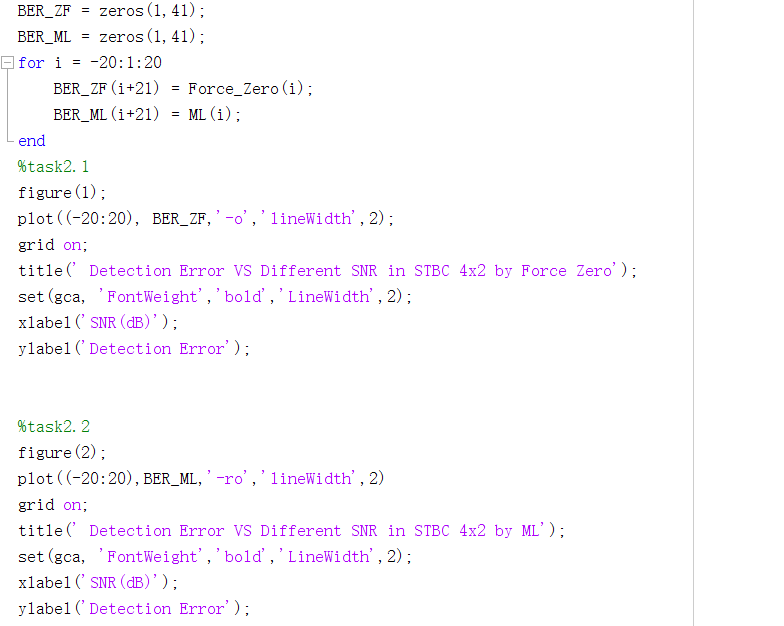 BER_ZF = zeros(1,41);
BER_ML = zeros(1,41);
for i = -20:1:20
    BER_ZF(i+21) = Force_Zero(i);
    BER_ML(i+21) = ML(i);
end
%task2.1
figure(1);
plot((-20:20), BER_ZF,'-o','lineWidth',2);
grid on;
title(' Detection Error VS Different SNR in STBC 4x2 by Force Zero');
set(gca, 'FontWeight','bold','LineWidth',2);
xlabel('SNR(dB)');
ylabel('Detection Error');
%task2.2
figure(2);
plot((-20:20),BER_ML,'-ro','lineWidth',2)
grid on;
title(' Detection Error VS Different SNR in STBC 4x2 by ML');
set(gca, 'FontWeight','bold','LineWidth',2);
xlabel('SNR(dB)');
ylabel('Detection Error');